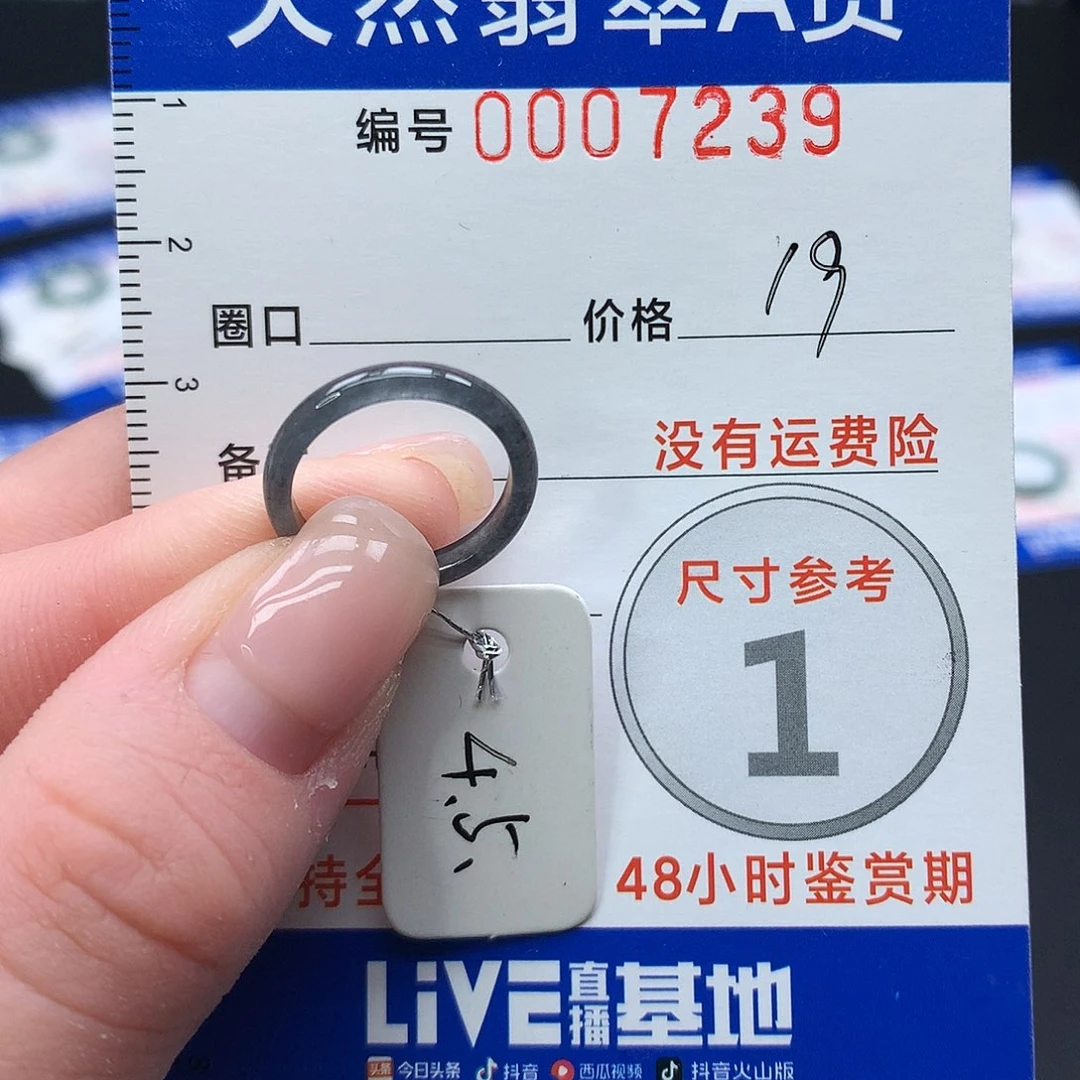 天然翡翠A货
1
编号 0007239
2
圈口 价格 19
3
备
没有运费险
尺寸参考
1
4.5
持全
48小时鉴赏期
LiVE直播基地
头条 今日头条 抖音 西瓜视频 抖音火山版